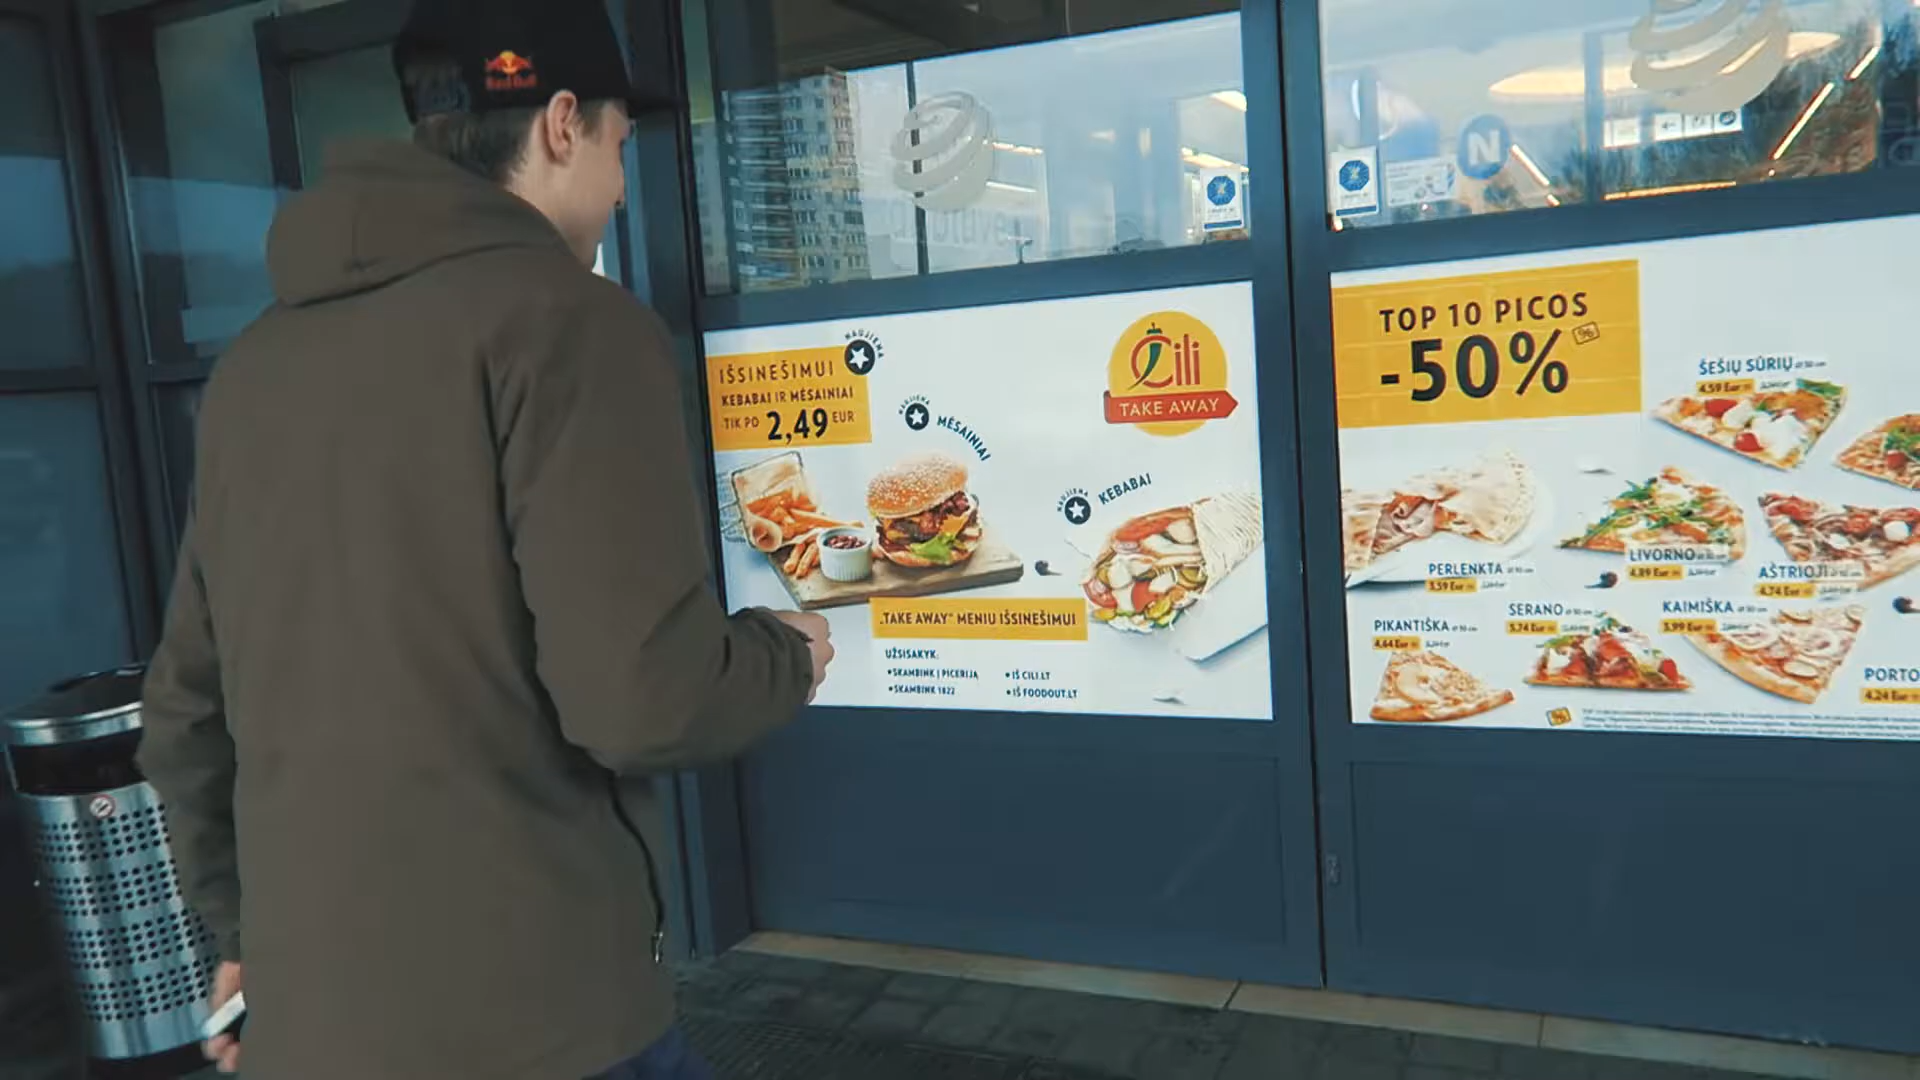 Red Bull
N
IŠSINEŠIMUI
KEBABAI IR MĖSAINIAI
TIK PO 2,49 EUR
NAUJIENA
NAUJIENA
MĖSAINIAI
Čili
TAKE AWAY
NAUJIENA
KEBABAI
„TAKE AWAY“ MENIU IŠSINEŠIMUI
UŽSISAKYK:
•SKAMBINK Į PICERIJĄ
•SKAMBINK 1822
•IŠ CILI.LT
•IŠ FOODOUT.LT
TOP 10 PICOS
-50%
%
ŠEŠIŲ SŪRIŲ
4.59 Eur
PERLENKTA
3.59 Eur
LIVORNO
4.89 Eur
AŠTRIOJI
4.74 Eur
PIKANTIŠKA
4.64 Eur
SERANO
5.74 Eur
KAIMIŠKA
3.99 Eur
PORTO
4.24 Eur
%